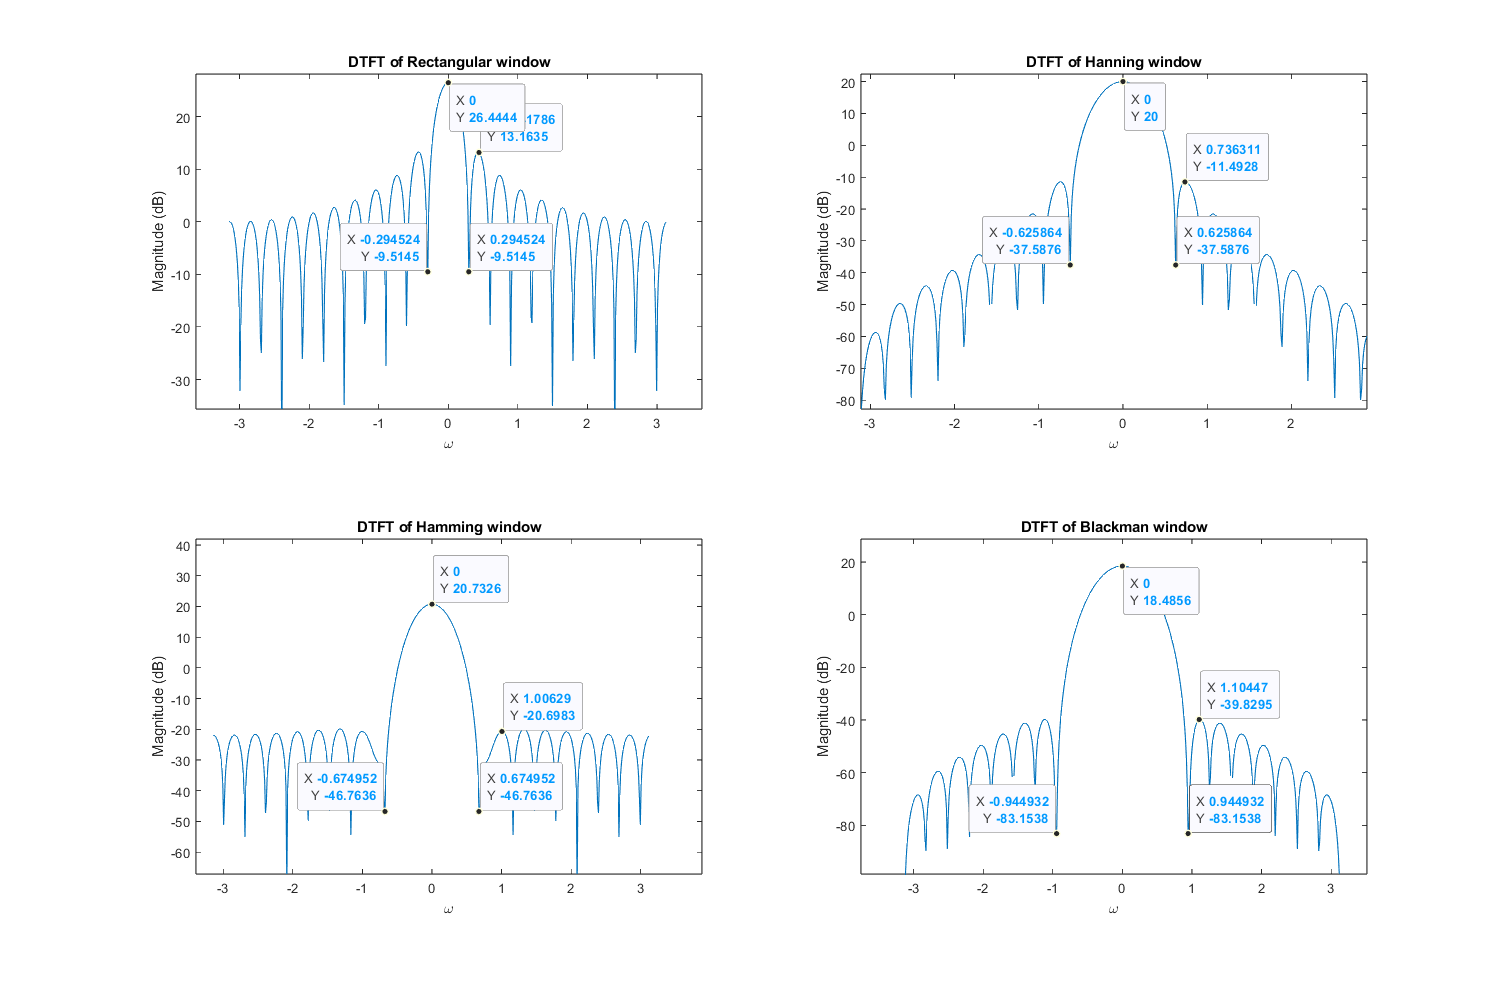 DTFT of Rectangular window
Magnitude (dB)
20
10
0
-10
-20
-30
X 0
Y 26.4444
1786
Y 13.1635
X -0.294524
Y -9.5145
X 0.294524
Y -9.5145
-3
-2
-1
0
1
2
3
ω
DTFT of Hanning window
Magnitude (dB)
20
10
0
-10
-20
-30
-40
-50
-60
-70
-80
X 0
Y 20
X 0.736311
Y -11.4928
X -0.625864
Y -37.5876
X 0.625864
Y -37.5876
-3
-2
-1
0
1
2
ω
DTFT of Hamming window
Magnitude (dB)
40
30
20
10
0
-10
-20
-30
-40
-50
-60
X 0
Y 20.7326
X 1.00629
Y -20.6983
X -0.674952
Y -46.7636
X 0.674952
Y -46.7636
-3
-2
-1
0
1
2
3
ω
DTFT of Blackman window
Magnitude (dB)
20
0
-20
-40
-60
-80
X 0
Y 18.4856
X 1.10447
Y -39.8295
X -0.944932
Y -83.1538
X 0.944932
Y -83.1538
-3
-2
-1
0
1
2
3
ω